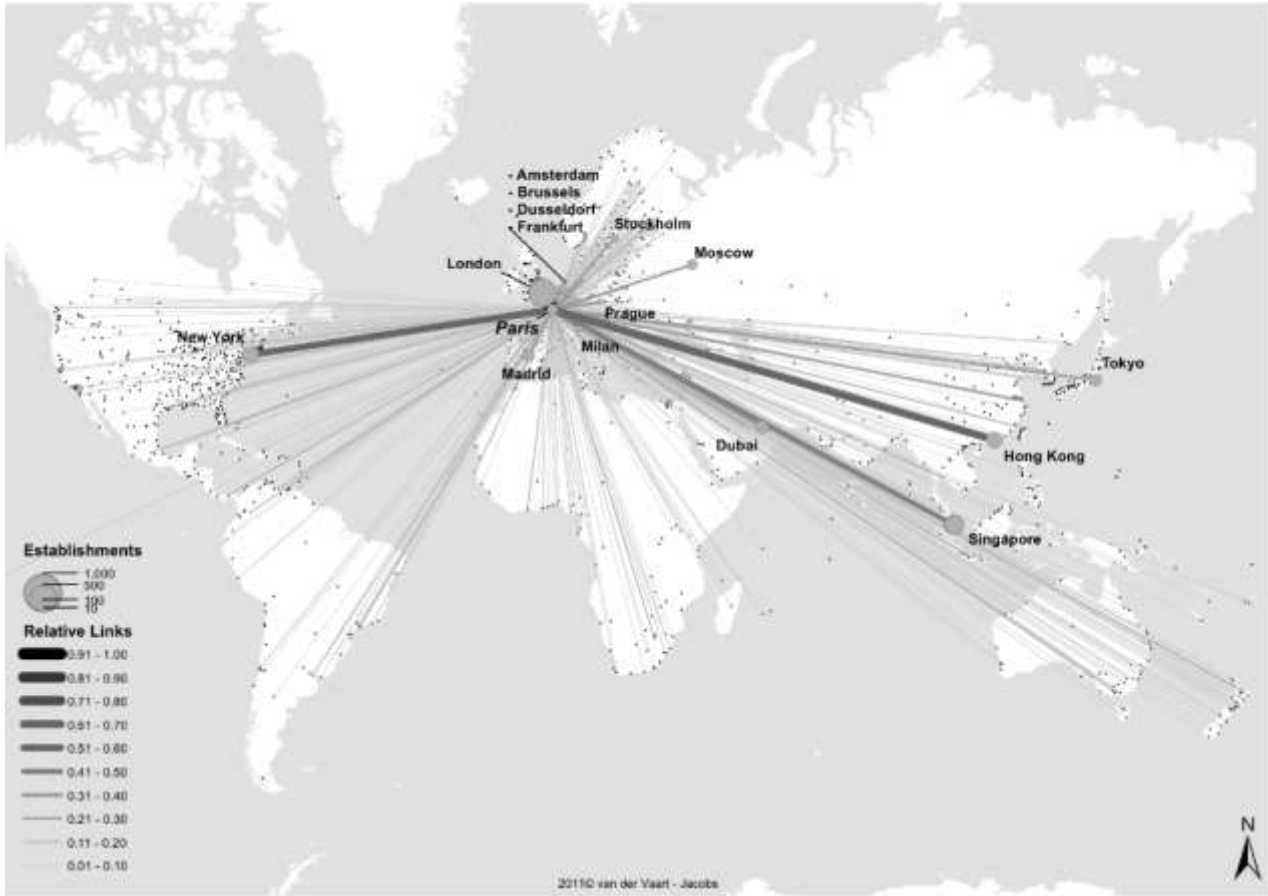 - Amsterdam
- Brussels
- Dusseldorf
- Frankfurt
Stockholm
Moscow
London
Paris
Prague
New York
Milan
Madrid
Tokyo
Dubai
Hong Kong
Singapore
Establishments
1,000
500
100
10
Relative Links
0.91 - 1.00
0.81 - 0.90
0.71 - 0.80
0.61 - 0.70
0.51 - 0.60
0.41 - 0.50
0.31 - 0.40
0.21 - 0.30
0.11 - 0.20
0.01 - 0.10
N
2011© van der Vaart - Jacobs